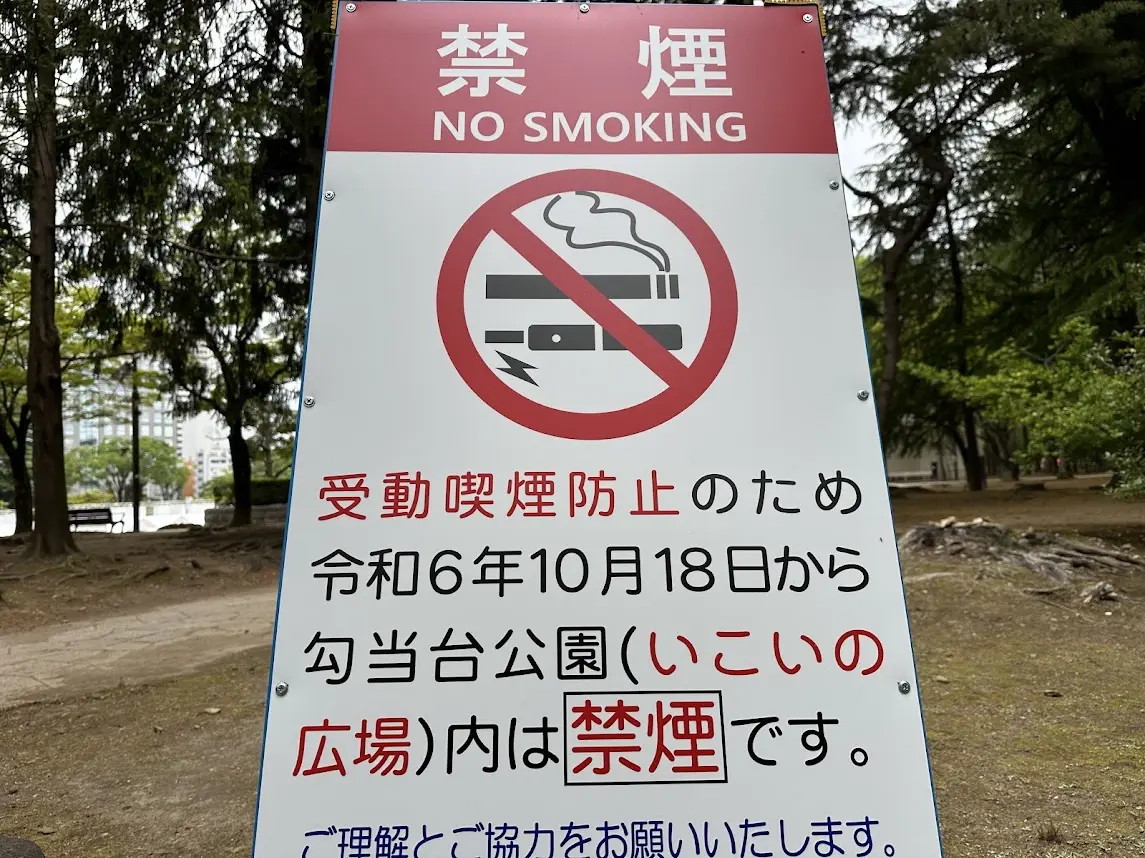 禁煙
NO SMOKING
受動喫煙防止のため
令和6年10月18日から
勾当台公園(いこいの
広場)内は禁煙です。
ご理解とご協力をお願いいたします。